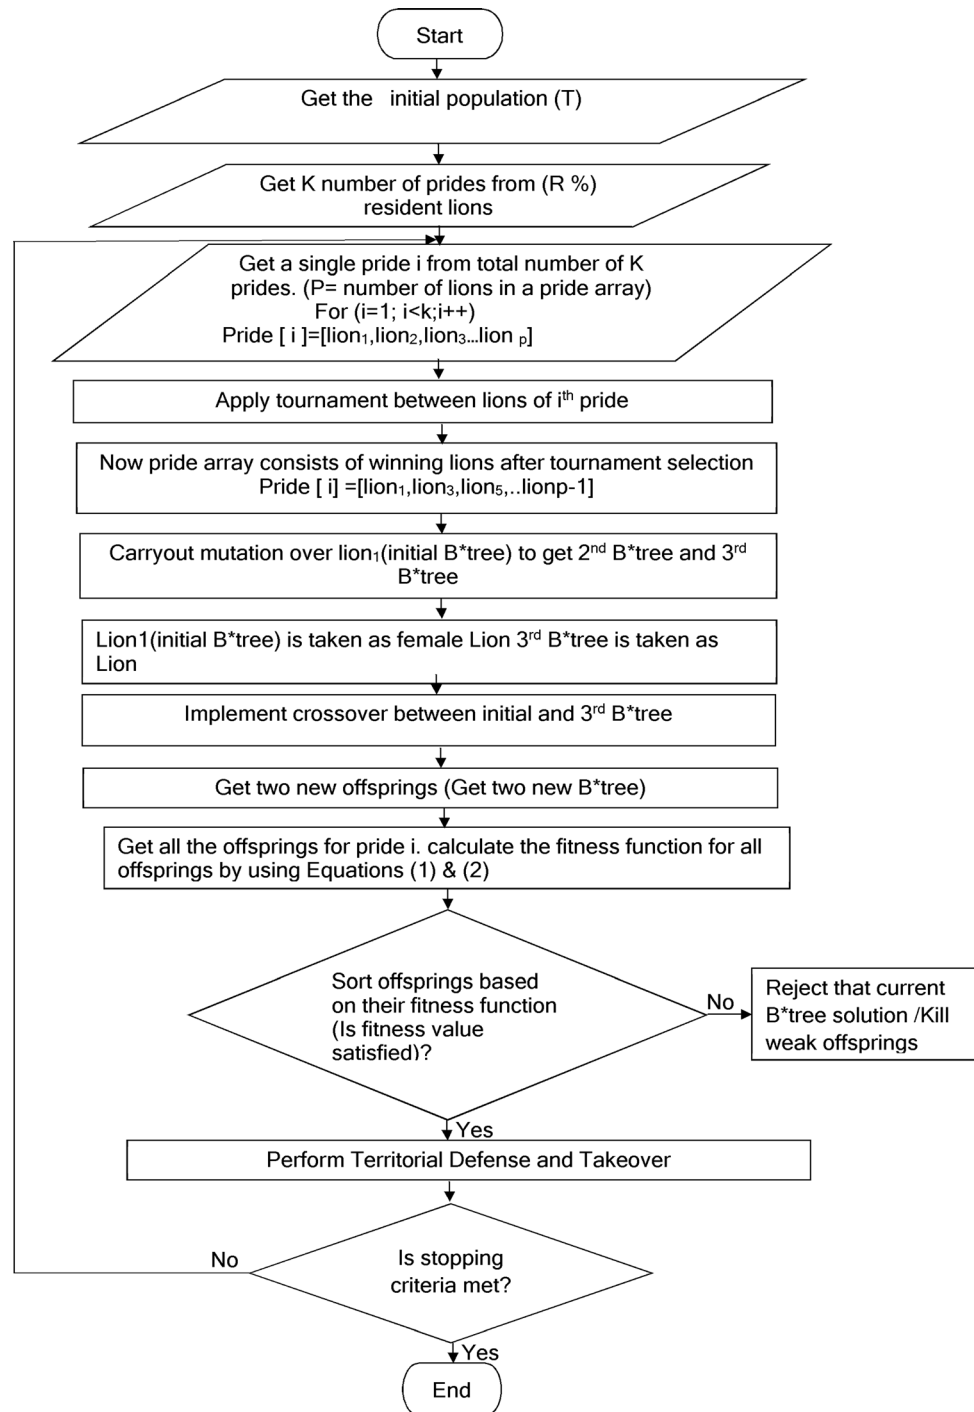 Start
Get the initial population (T)
Get K number of prides from (R %)
resident lions
Get a single pride i from total number of K
prides. (P= number of lions in a pride array)
For (i=1; i<k;i++)
Pride [ i ]=[lion₁,lion₂,lion₃...lion ₚ]
Apply tournament between lions of iᵗʰ pride
Now pride array consists of winning lions after tournament selection
Pride [ i] =[lion₁,lion₃,lion₅,..lionp-1]
Carryout mutation over lion₁(initial B*tree) to get 2ⁿᵈ B*tree and 3ʳᵈ
B*tree
Lion1(initial B*tree) is taken as female Lion 3ʳᵈ B*tree is taken as
Lion
Implement crossover between initial and 3ʳᵈ B*tree
Get two new offsprings (Get two new B*tree)
Get all the offsprings for pride i. calculate the fitness function for all
offsprings by using Equations (1) & (2)
Sort offsprings based
on their fitness function
(Is fitness value
satisfied)?
No
Reject that current
B*tree solution /Kill
weak offsprings
Yes
Perform Territorial Defense and Takeover
No
Is stopping
criteria met?
Yes
End